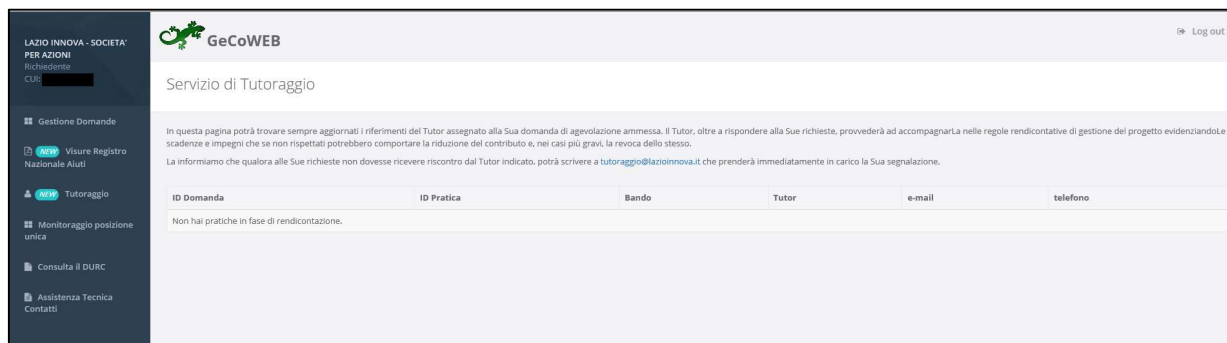 LAZIO INNOVA - SOCIETA'
PER AZIONI
Richiedente
CUI:
Gestione Domande
NEW Visure Registro
Nazionale Aiuti
NEW Tutoraggio
Monitoraggio posizione
unica
Consulta il DURC
Assistenza Tecnica
Contatti
GeCoWEB
Log out
Servizio di Tutoraggio
In questa pagina potrà trovare sempre aggiornati i riferimenti del Tutor assegnato alla Sua domanda di agevolazione ammessa. Il Tutor, oltre a rispondere alla Sue richieste, provvederà ad accompagnarLa nelle regole rendicontative di gestione del progetto evidenziandoLe
scadenze e impegni che se non rispettati potrebbero comportare la riduzione del contributo e, nei casi più gravi, la revoca dello stesso.
La informiamo che qualora alle Sue richieste non dovesse ricevere riscontro dal Tutor indicato, potrà scrivere a tutoraggio@lazioinnova.it che prenderà immediatamente in carico la Sua segnalazione.
ID Domanda ID Pratica Bando Tutor e-mail telefono
Non hai pratiche in fase di rendicontazione.